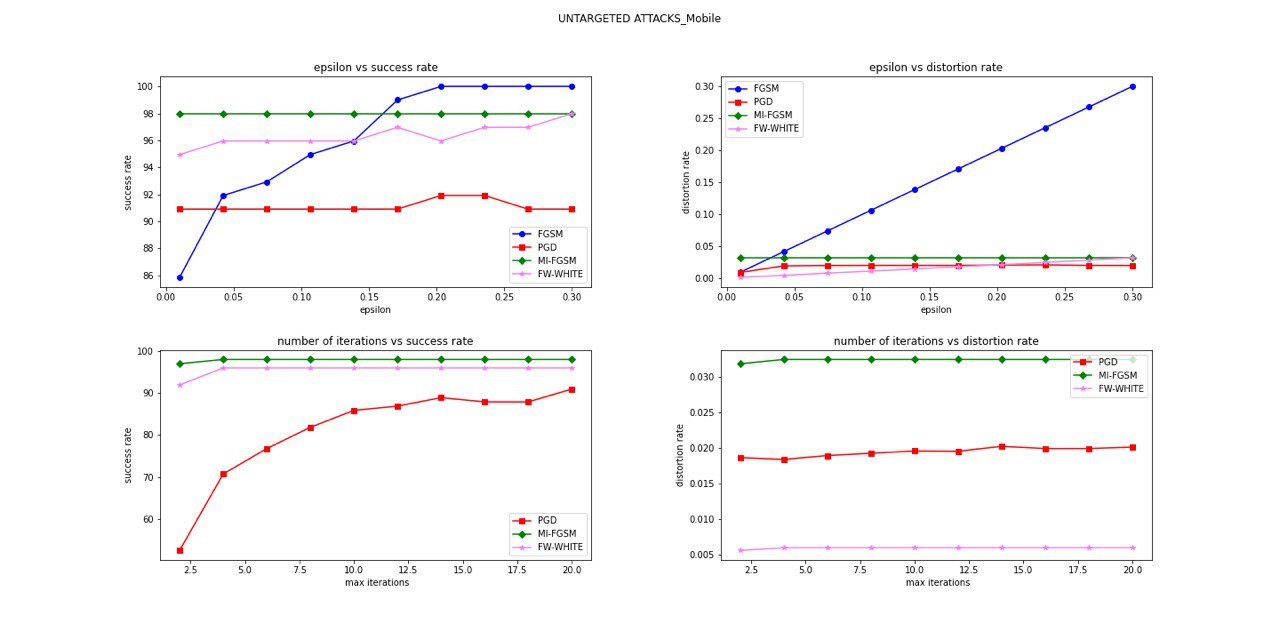 UNTARGETED ATTACKS_Mobile
epsilon vs success rate
success rate
100
98
96
94
92
90
88
86
0.00 0.05 0.10 0.15 0.20 0.25 0.30
epsilon
FGSM
PGD
MI-FGSM
FW-WHITE
epsilon vs distortion rate
distortion rate
0.30
0.25
0.20
0.15
0.10
0.05
0.00
0.00 0.05 0.10 0.15 0.20 0.25 0.30
epsilon
FGSM
PGD
MI-FGSM
FW-WHITE
number of iterations vs success rate
success rate
100
90
80
70
60
2.5 5.0 7.5 10.0 12.5 15.0 17.5 20.0
max iterations
PGD
MI-FGSM
FW-WHITE
number of iterations vs distortion rate
distortion rate
0.030
0.025
0.020
0.015
0.010
0.005
2.5 5.0 7.5 10.0 12.5 15.0 17.5 20.0
max iterations
PGD
MI-FGSM
FW-WHITE